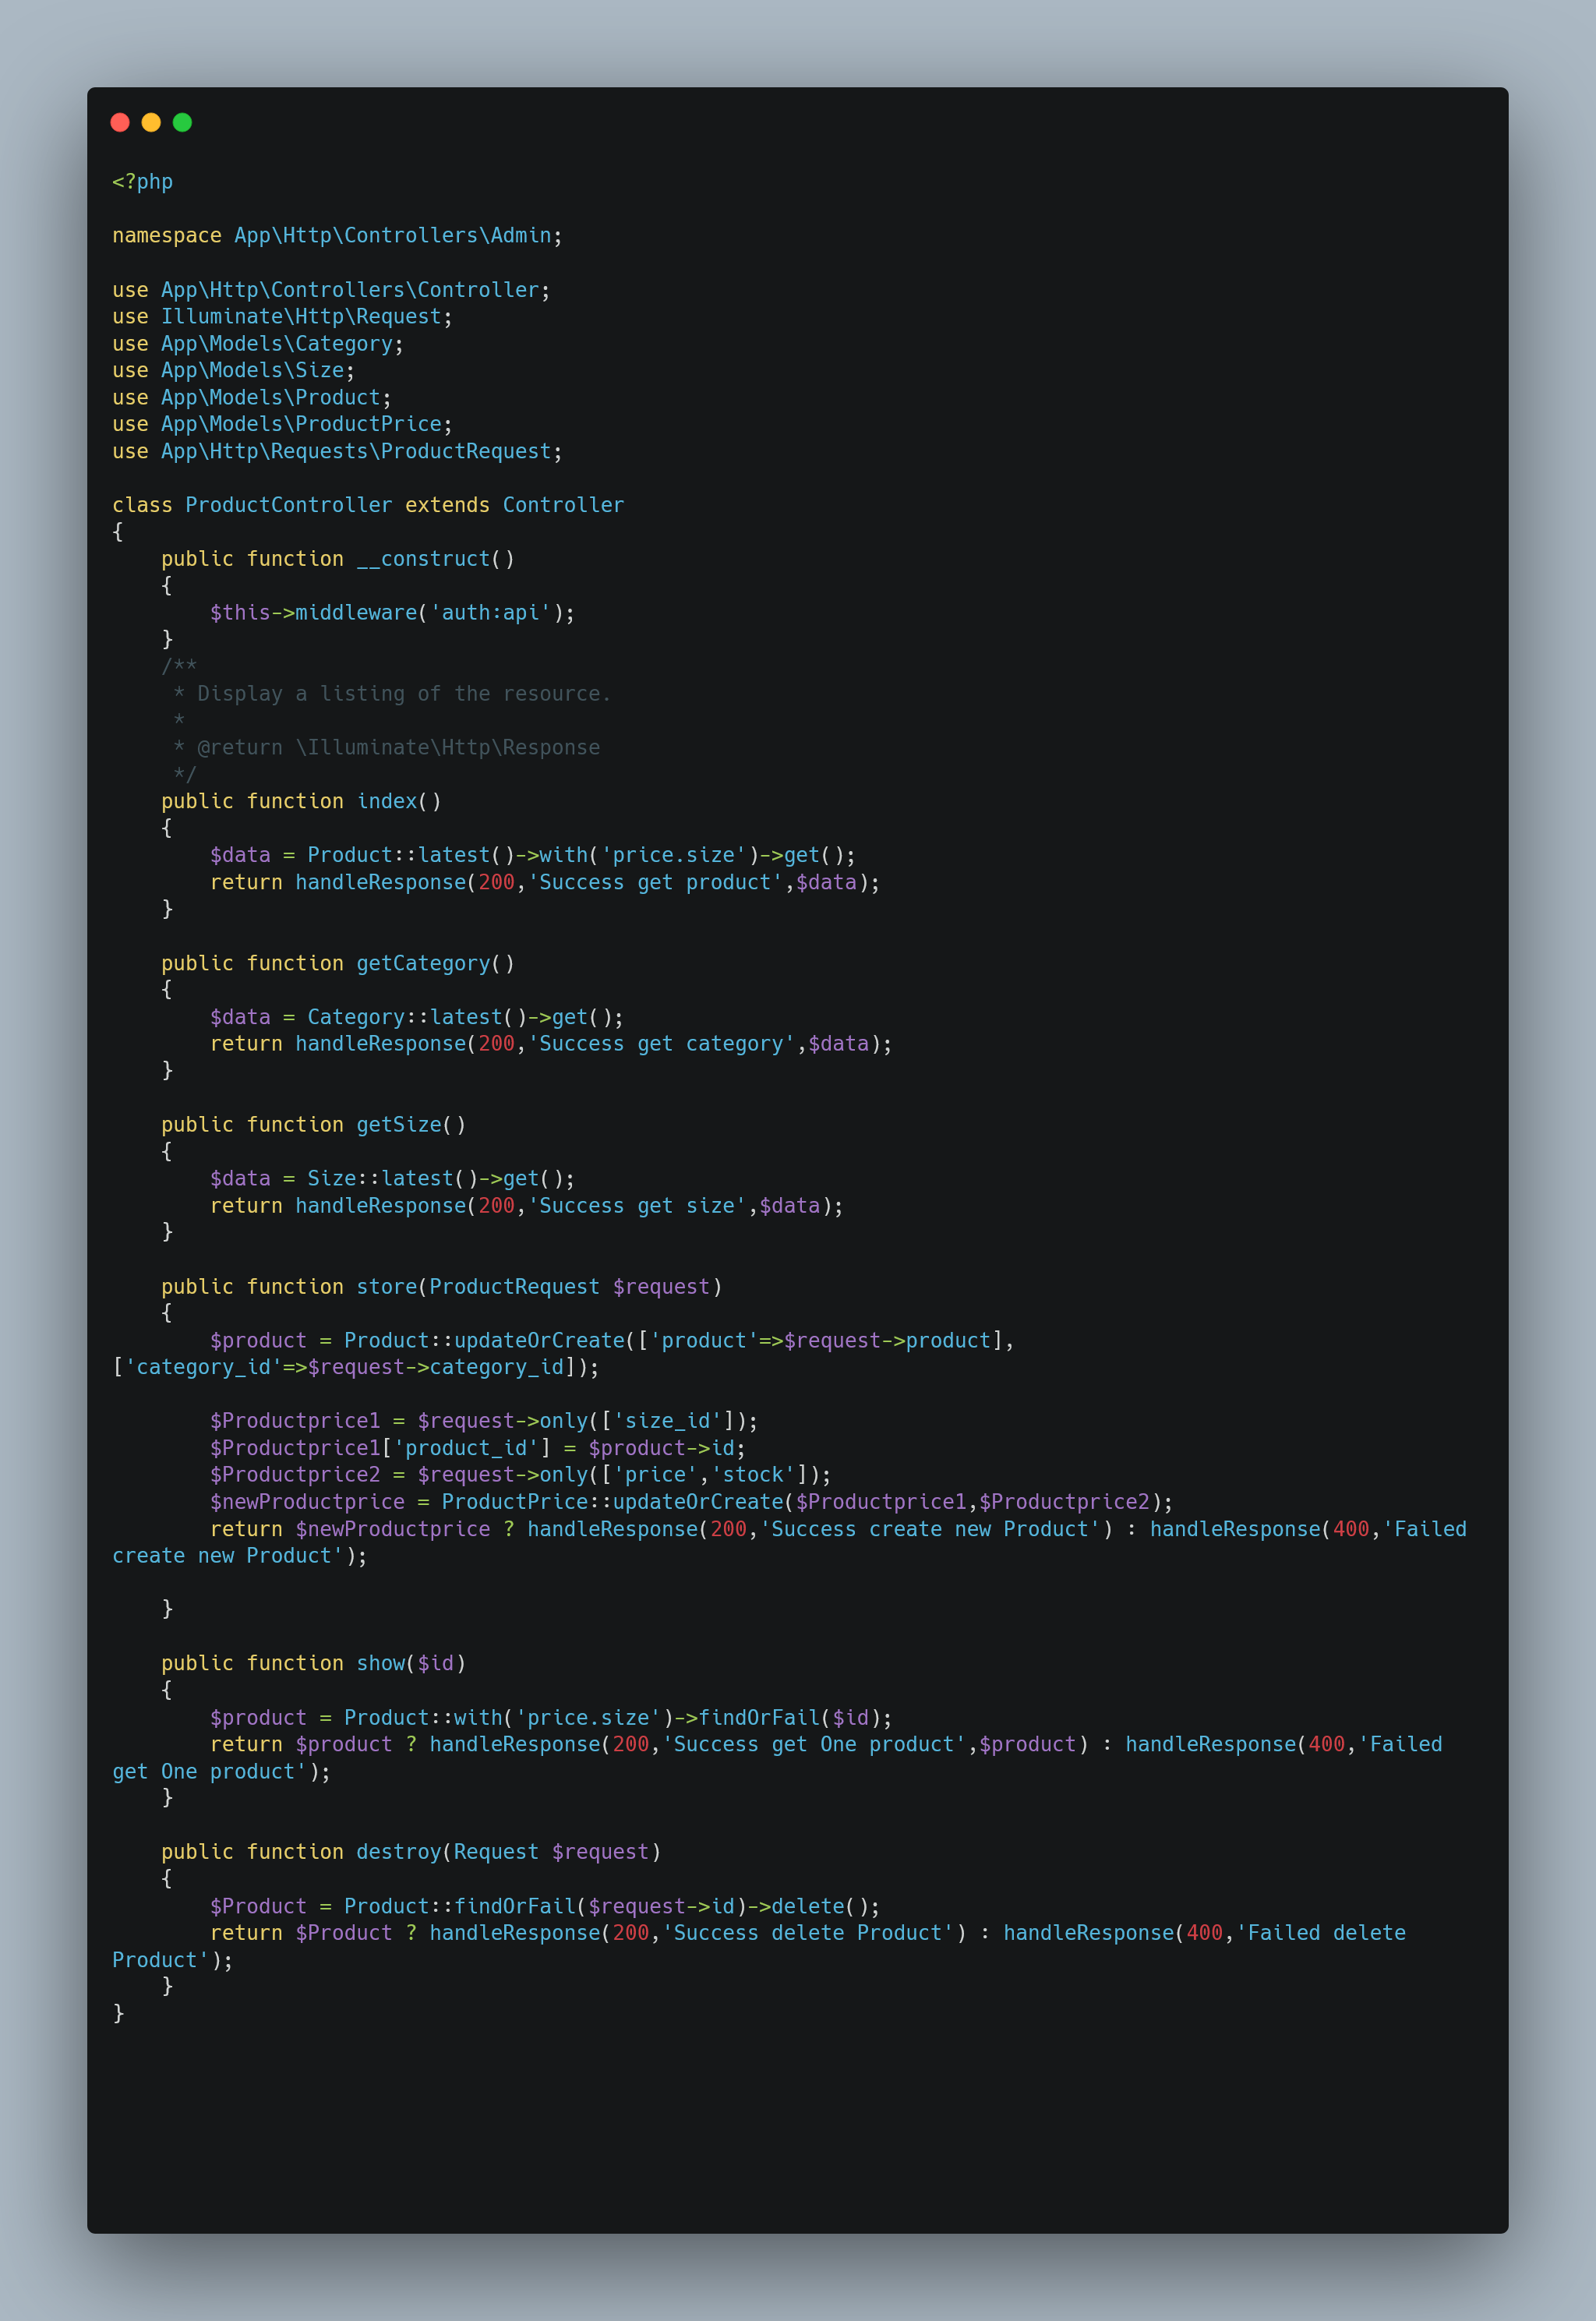 <?php

namespace App\Http\Controllers\Admin;

use App\Http\Controllers\Controller;
use Illuminate\Http\Request;
use App\Models\Category;
use App\Models\Size;
use App\Models\Product;
use App\Models\ProductPrice;
use App\Http\Requests\ProductRequest;

class ProductController extends Controller
{
    public function __construct()
    {
        $this->middleware('auth:api');
    }
    /**
     * Display a listing of the resource.
     *
     * @return \Illuminate\Http\Response
     */
    public function index()
    {
        $data = Product::latest()->with('price.size')->get();
        return handleResponse(200,'Success get product',$data);
    }

    public function getCategory()
    {
        $data = Category::latest()->get();
        return handleResponse(200,'Success get category',$data);
    }

    public function getSize()
    {
        $data = Size::latest()->get();
        return handleResponse(200,'Success get size',$data);
    }

    public function store(ProductRequest $request)
    {
        $product = Product::updateOrCreate(['product'=>$request->product],
['category_id'=>$request->category_id]);

        $Productprice1 = $request->only(['size_id']);
        $Productprice1['product_id'] = $product->id;
        $Productprice2 = $request->only(['price','stock']);
        $newProductprice = ProductPrice::updateOrCreate($Productprice1,$Productprice2);
        return $newProductprice ? handleResponse(200,'Success create new Product') : handleResponse(400,'Failed
create new Product');

    }

    public function show($id)
    {
        $product = Product::with('price.size')->findOrFail($id);
        return $product ? handleResponse(200,'Success get One product',$product) : handleResponse(400,'Failed
get One product');
    }

    public function destroy(Request $request)
    {
        $Product = Product::findOrFail($request->id)->delete();
        return $Product ? handleResponse(200,'Success delete Product') : handleResponse(400,'Failed delete
Product');
    }
}